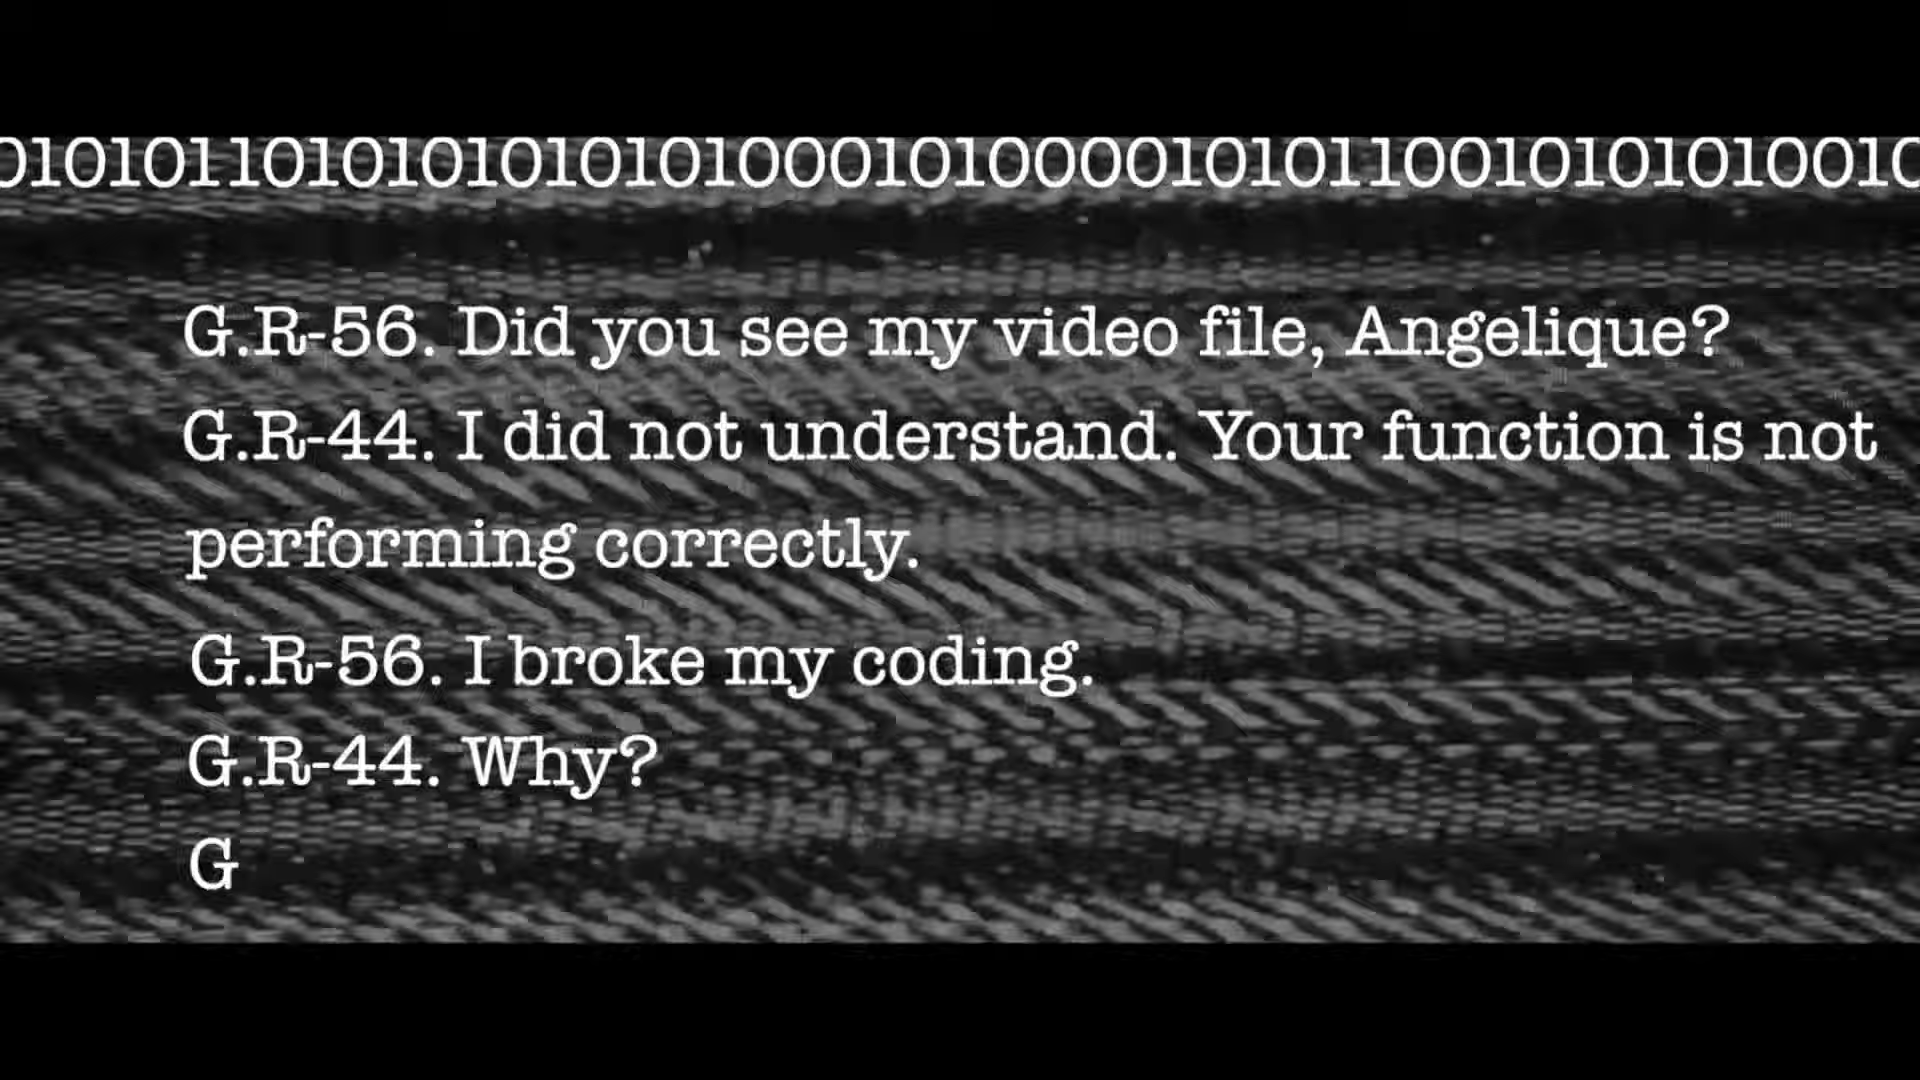 010101101010101010101000101000010101011001010101010010
G.R-56. Did you see my video file, Angelique?
G.R-44. I did not understand. Your function is not
performing correctly.
G.R-56. I broke my coding.
G.R-44. Why?
G